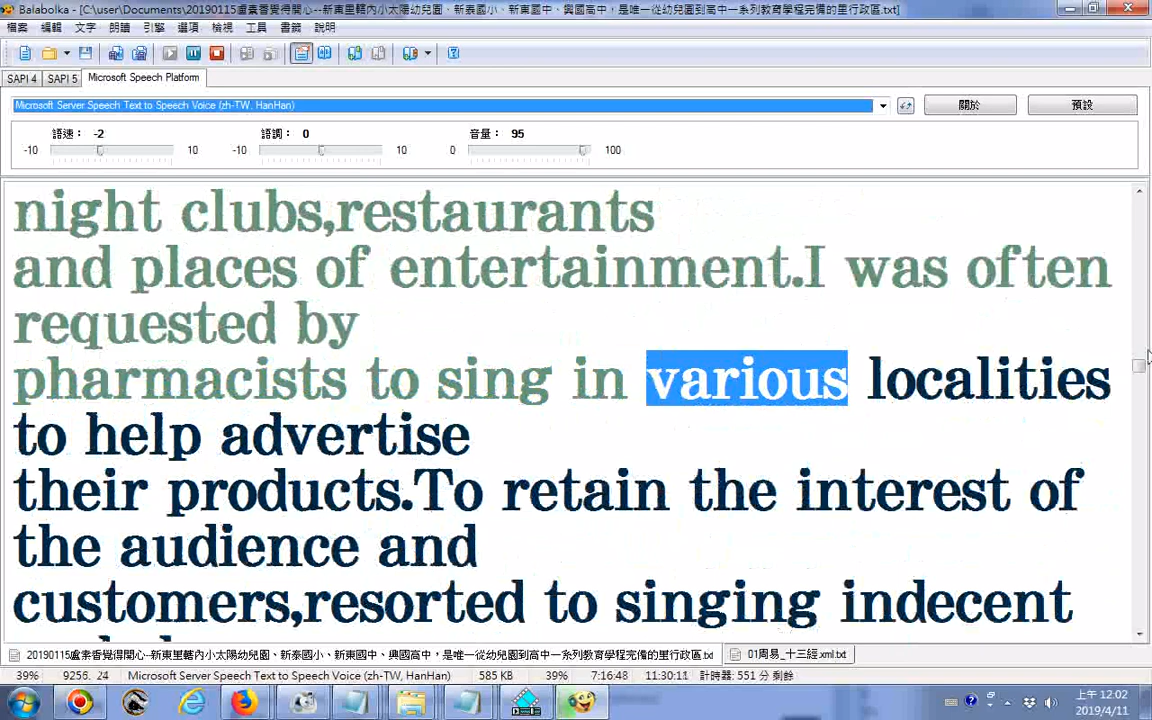 Balabolka - [C:\user\Documents\20190115盧素香覺得開心--新東里轄內小太陽幼兒園、新泰國小、新東國中、興國高中，是唯一從幼兒園到高中一系列教育學程完備的里行政區.txt]
檔案 編輯 文字 朗讀 引擎 選項 檢視 工具 書籤 說明
SAPI 4 SAPI 5 Microsoft Speech Platform
Microsoft Server Speech Text to Speech Voice (zh-TW, HanHan) 關於 預設
語速： -2 語調： 0 音量： 95
-10 10 -10 10 0 100
night clubs,restaurants
and places of entertainment.I was often
requested by
pharmacists to sing in various localities
to help advertise
their products.To retain the interest of
the audience and
customers,resorted to singing indecent
20190115盧素香覺得開心--新東里轄內小太陽幼兒園、新泰國小、新東國中、興國高中，是唯一從幼兒園到高中一系列教育學程完備的里行政區.txt 01周易_十三經.xml.txt
39% 9256, 24 Microsoft Server Speech Text to Speech Voice (zh-TW, HanHan) 585 KB 39% 7:16:48 11:30:11 計時器： 551 分 剩餘
上午 12:02
2019/4/11